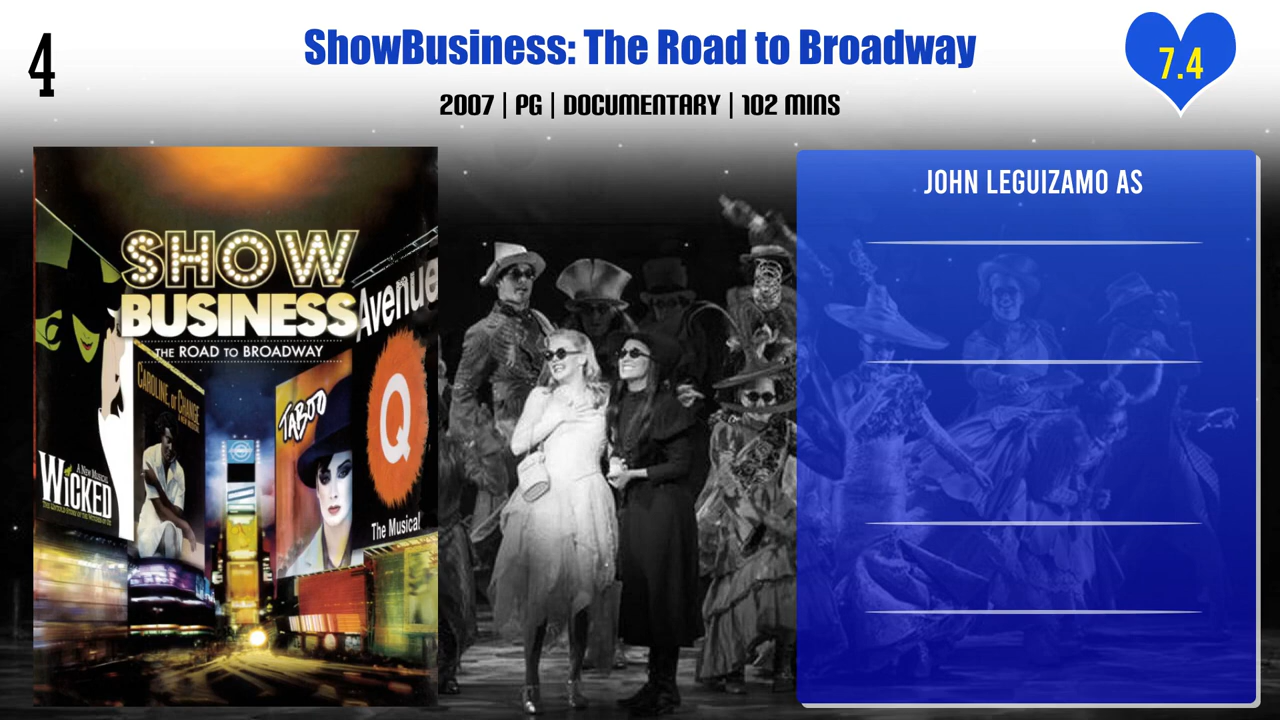 4
ShowBusiness: The Road to Broadway
7.4
2007 | PG | DOCUMENTARY | 102 MINS
JOHN LEGUIZAMO AS
SHOW
BUSINESS
THE ROAD TO BROADWAY
Avenue
Q
The Musical
CAROLINE, or CHANGE
TABOO
A NEW MUSICAL
WICKED